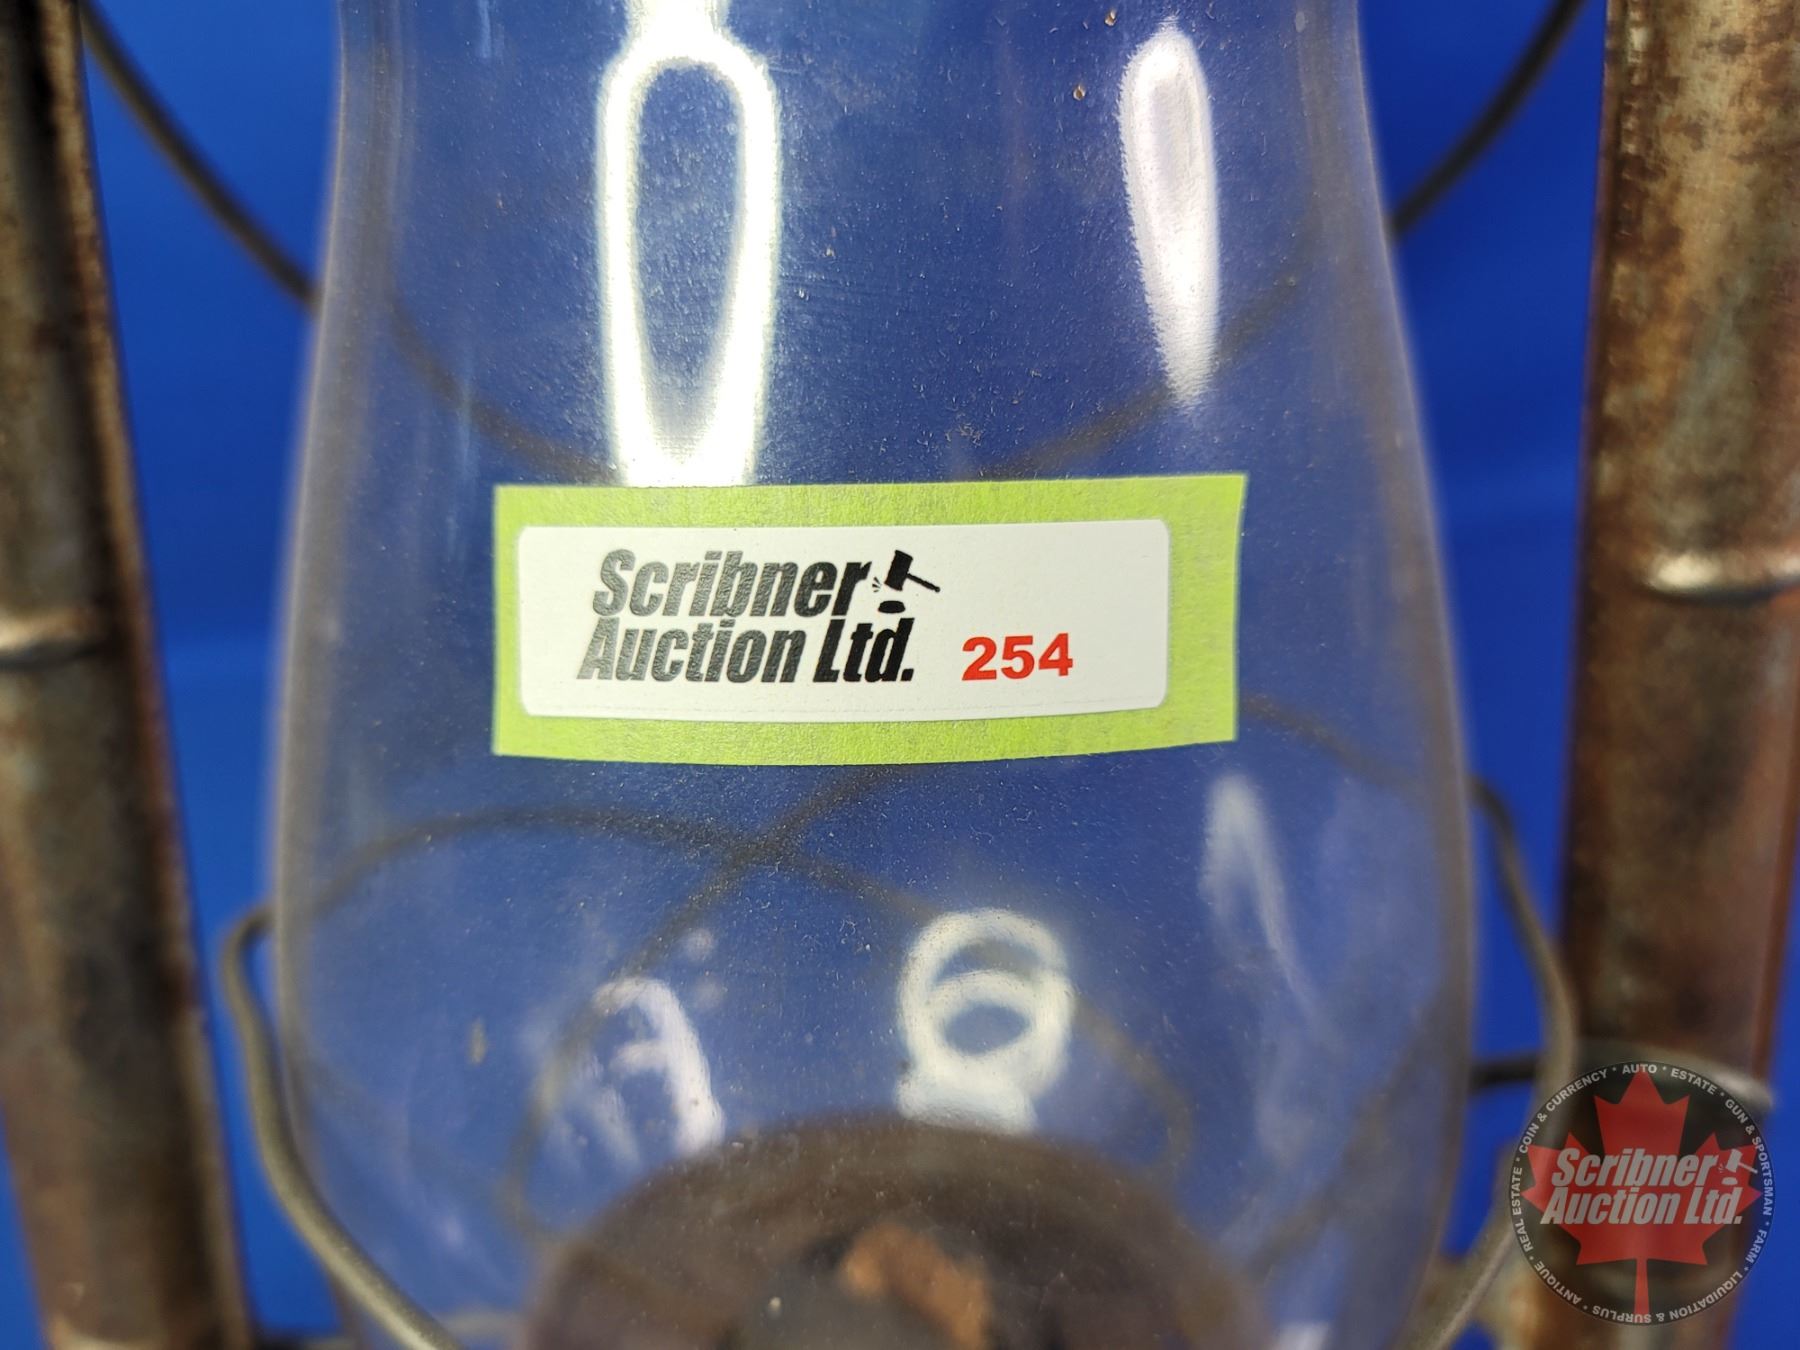 Scribner
Auction Ltd. 254
COIN & CURRENCY * AUTO * ESTATE * GUN & SPORTSMAN * FARM * LIQUIDATION & SURPLUS * ANTIQUE * REAL ESTATE *
Scribner
Auction Ltd.